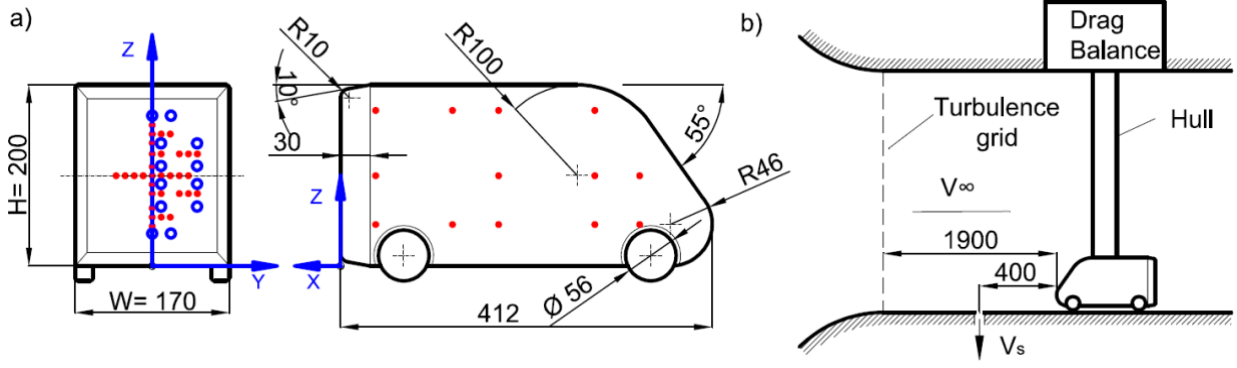 a)
Z
H= 200
Y
W= 170
R10
10°
30
R100
55°
R46
Z
X
Ø 56
412
b)
Drag
Balance
Turbulence
grid
Hull
V∞
1900
400
Vs